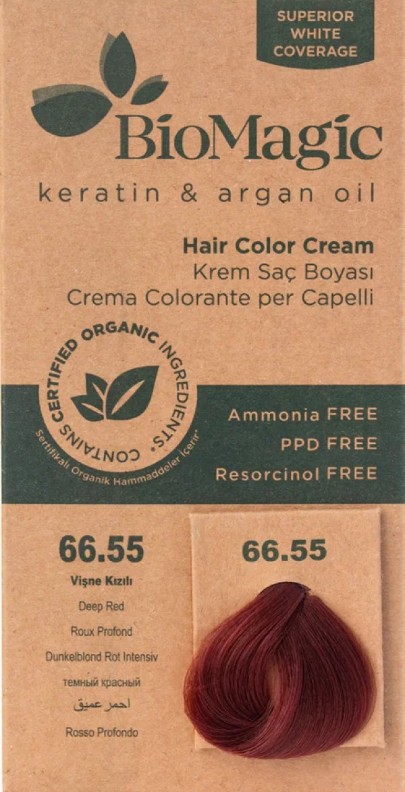 SUPERIOR
WHITE
COVERAGE
BioMagic
keratin & argan oil
Hair Color Cream
Krem Saç Boyası
Crema Colorante per Capelli
CONTAINS CERTIFIED ORGANIC INGREDIENTS*
Sertifikalı Organik Hammaddeler İçerir*
Ammonia FREE
PPD FREE
Resorcinol FREE
66.55
Vişne Kızılı
Deep Red
Roux Profond
Dunkelblond Rot Intensiv
темный красный
احمر عميق
Rosso Profondo
66.55